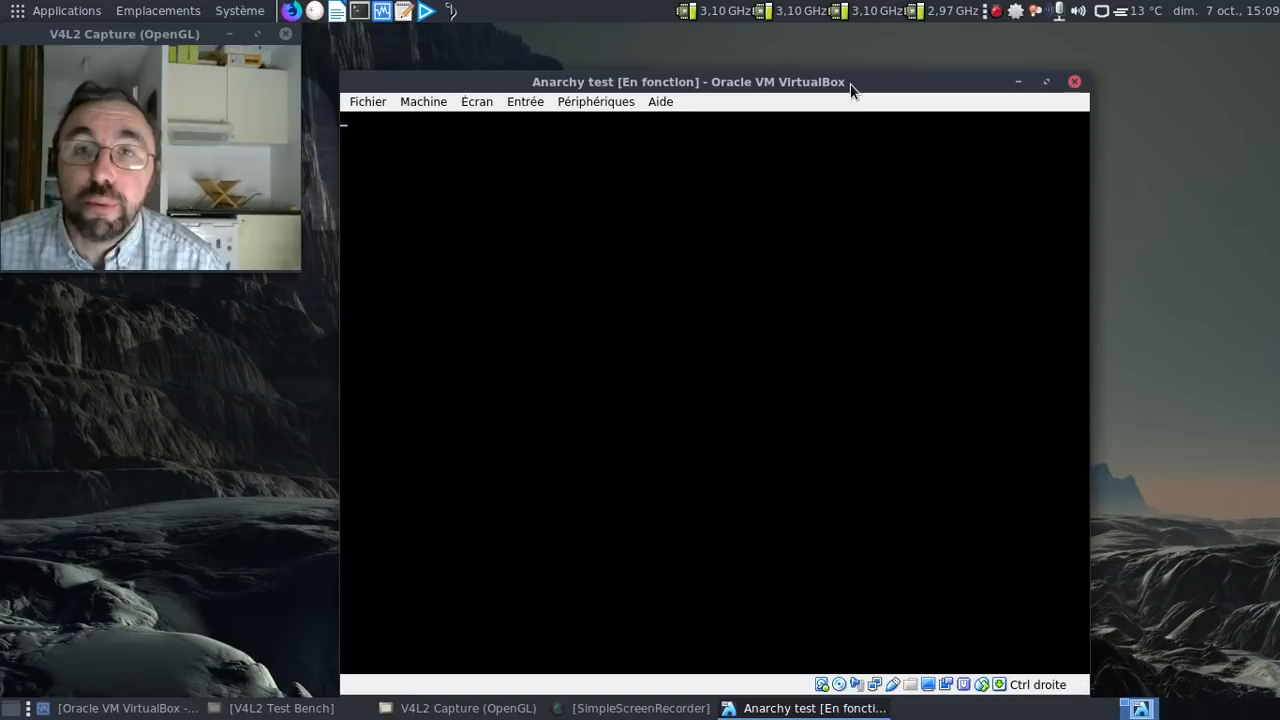 Applications Emplacements Système 3,10 GHz 3,10 GHz 3,10 GHz 2,97 GHz 13 °C dim. 7 oct., 15:09
V4L2 Capture (OpenGL)
Anarchy test [En fonction] - Oracle VM VirtualBox
Fichier Machine Écran Entrée Périphériques Aide
Ctrl droite
[Oracle VM VirtualBox -... [V4L2 Test Bench] V4L2 Capture (OpenGL) [SimpleScreenRecorder] Anarchy test [En foncti...